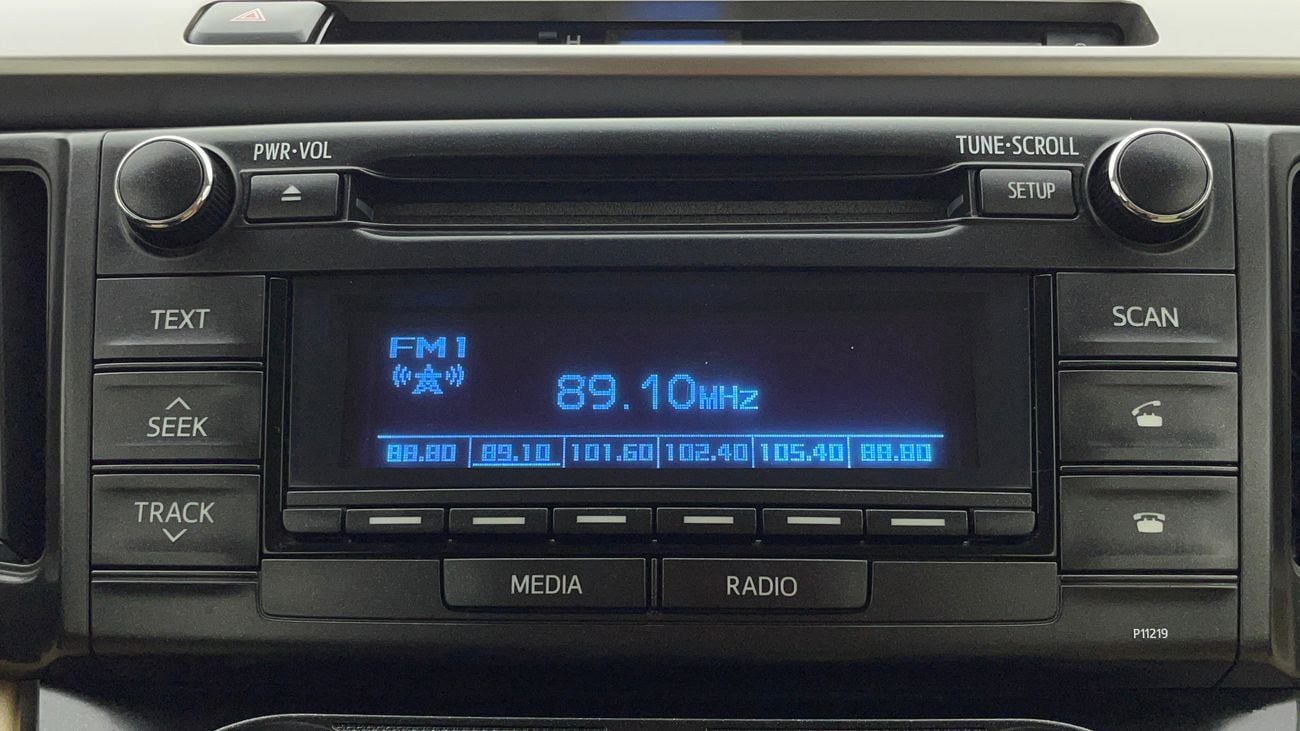 H
PWR·VOL
TUNE·SCROLL
SETUP
TEXT
SCAN
FM1
89.10MHz
SEEK
88.80 89.10 101.60 102.40 105.40 88.80
TRACK
MEDIA
RADIO
P11219